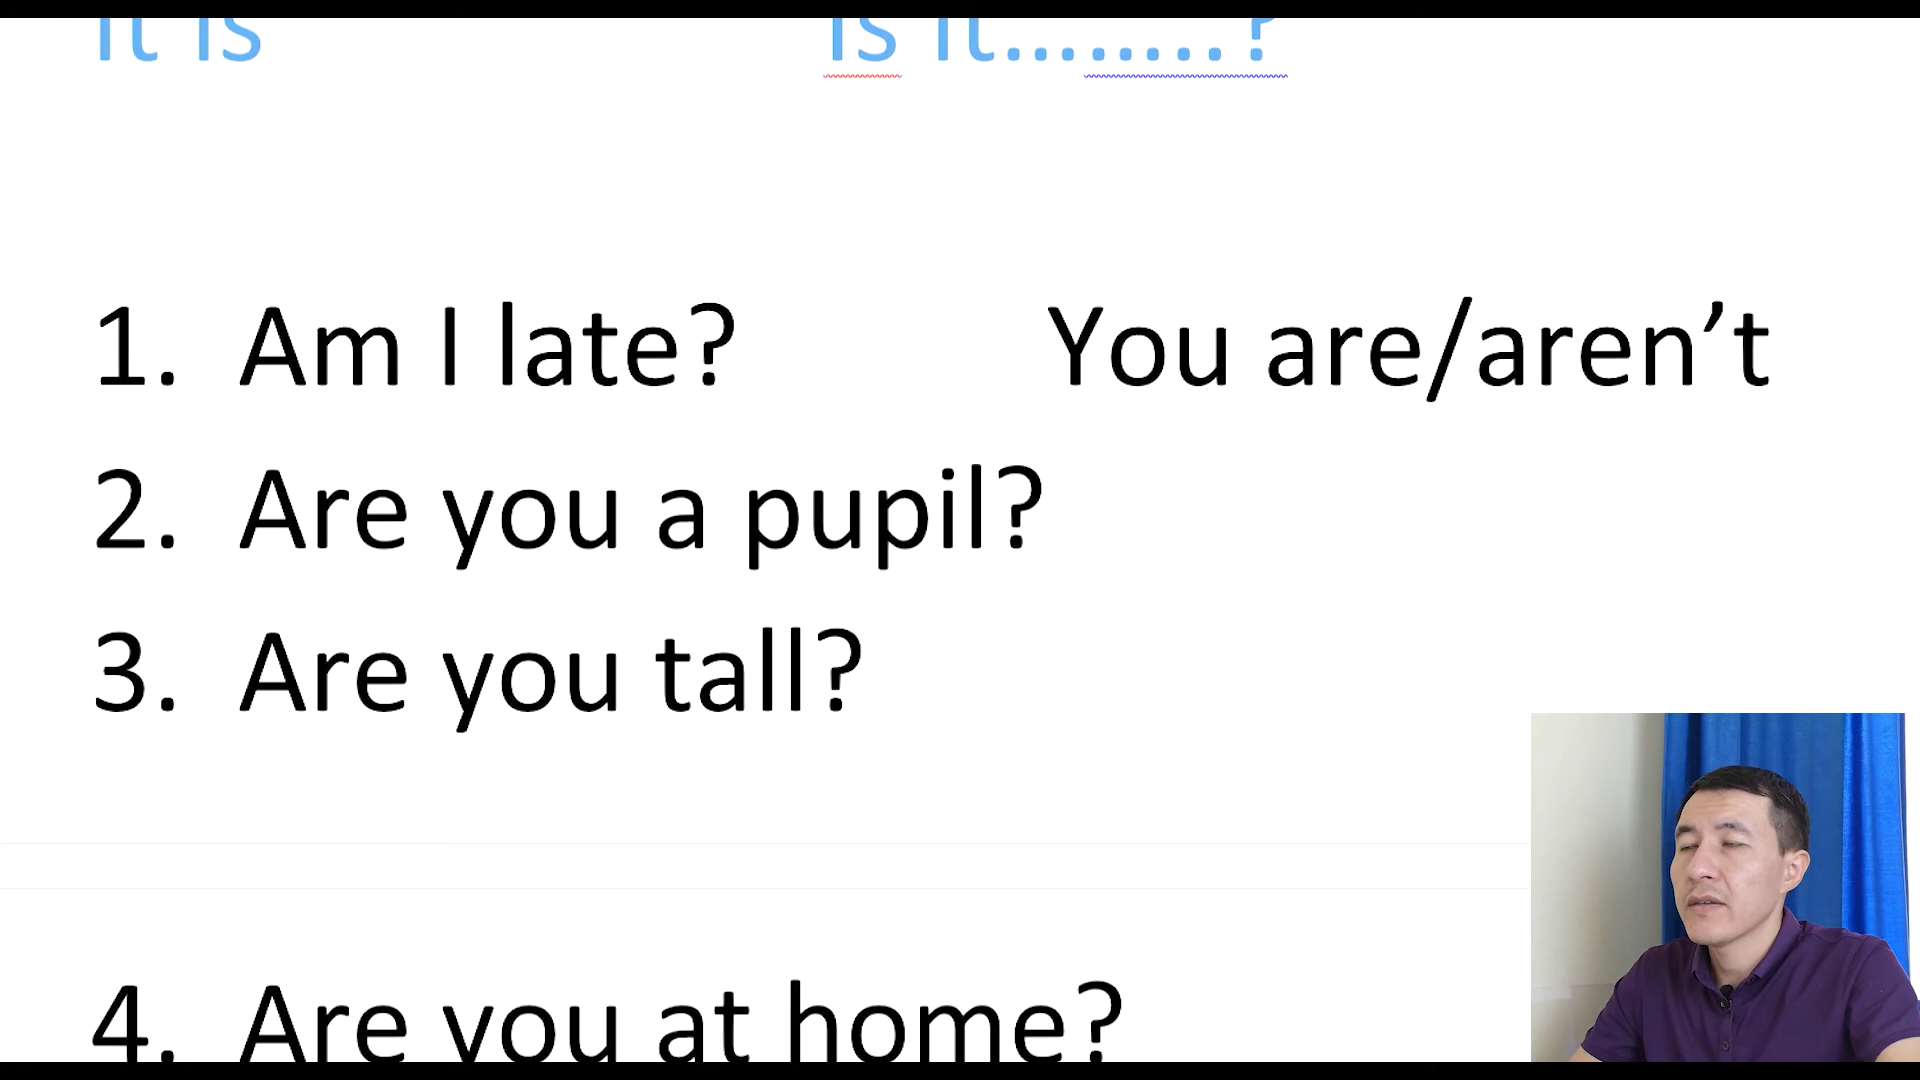 It is Is it........?
1. Am I late? You are/aren’t
2. Are you a pupil?
3. Are you tall?
4. Are you at home?